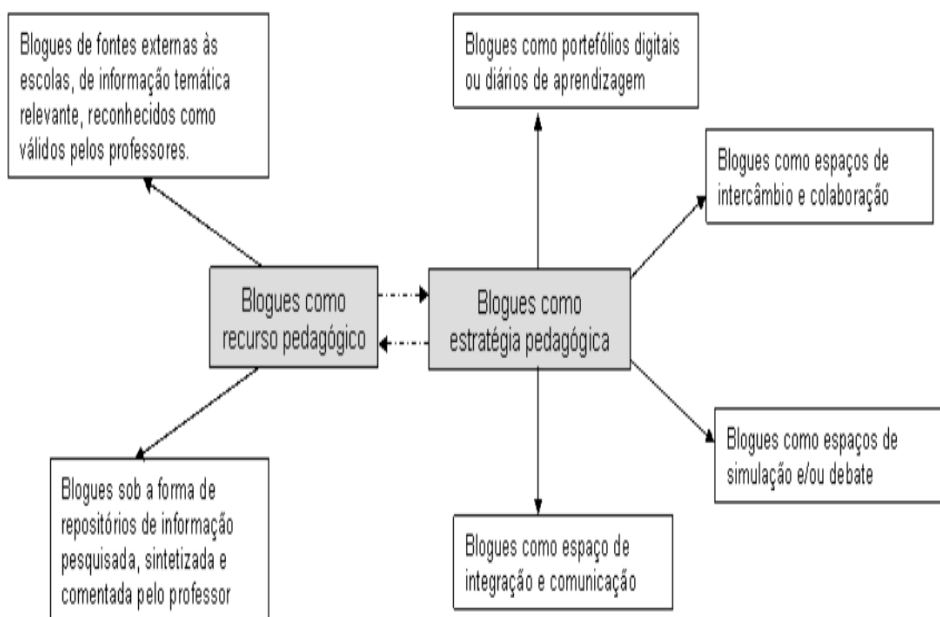 Blogues de fontes externas às
escolas, de informação temática
relevante, reconhecidos como
válidos pelos professores.
Blogues como portefólios digitais
ou diários de aprendizagem
Blogues como espaços de
intercâmbio e colaboração
Blogues como
recurso pedagógico
Blogues como
estratégia pedagógica
Blogues como espaços de
simulação e/ou debate
Blogues sob a forma de
repositórios de informação
pesquisada, sintetizada e
comentada pelo professor
Blogues como espaço de
integração e comunicação